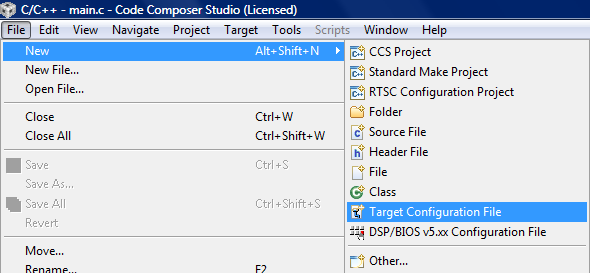 C/C++ - main.c - Code Composer Studio (Licensed)
File Edit View Navigate Project Target Tools Scripts Window Help
New Alt+Shift+N
New File...
Open File...
Close Ctrl+W
Close All Ctrl+Shift+W
Save Ctrl+S
Save As...
Save All Ctrl+Shift+S
Revert
Move...
Rename... F2
CCS Project
Standard Make Project
RTSC Configuration Project
Folder
Source File
Header File
File
Class
Target Configuration File
DSP/BIOS v5.xx Configuration File
Other...